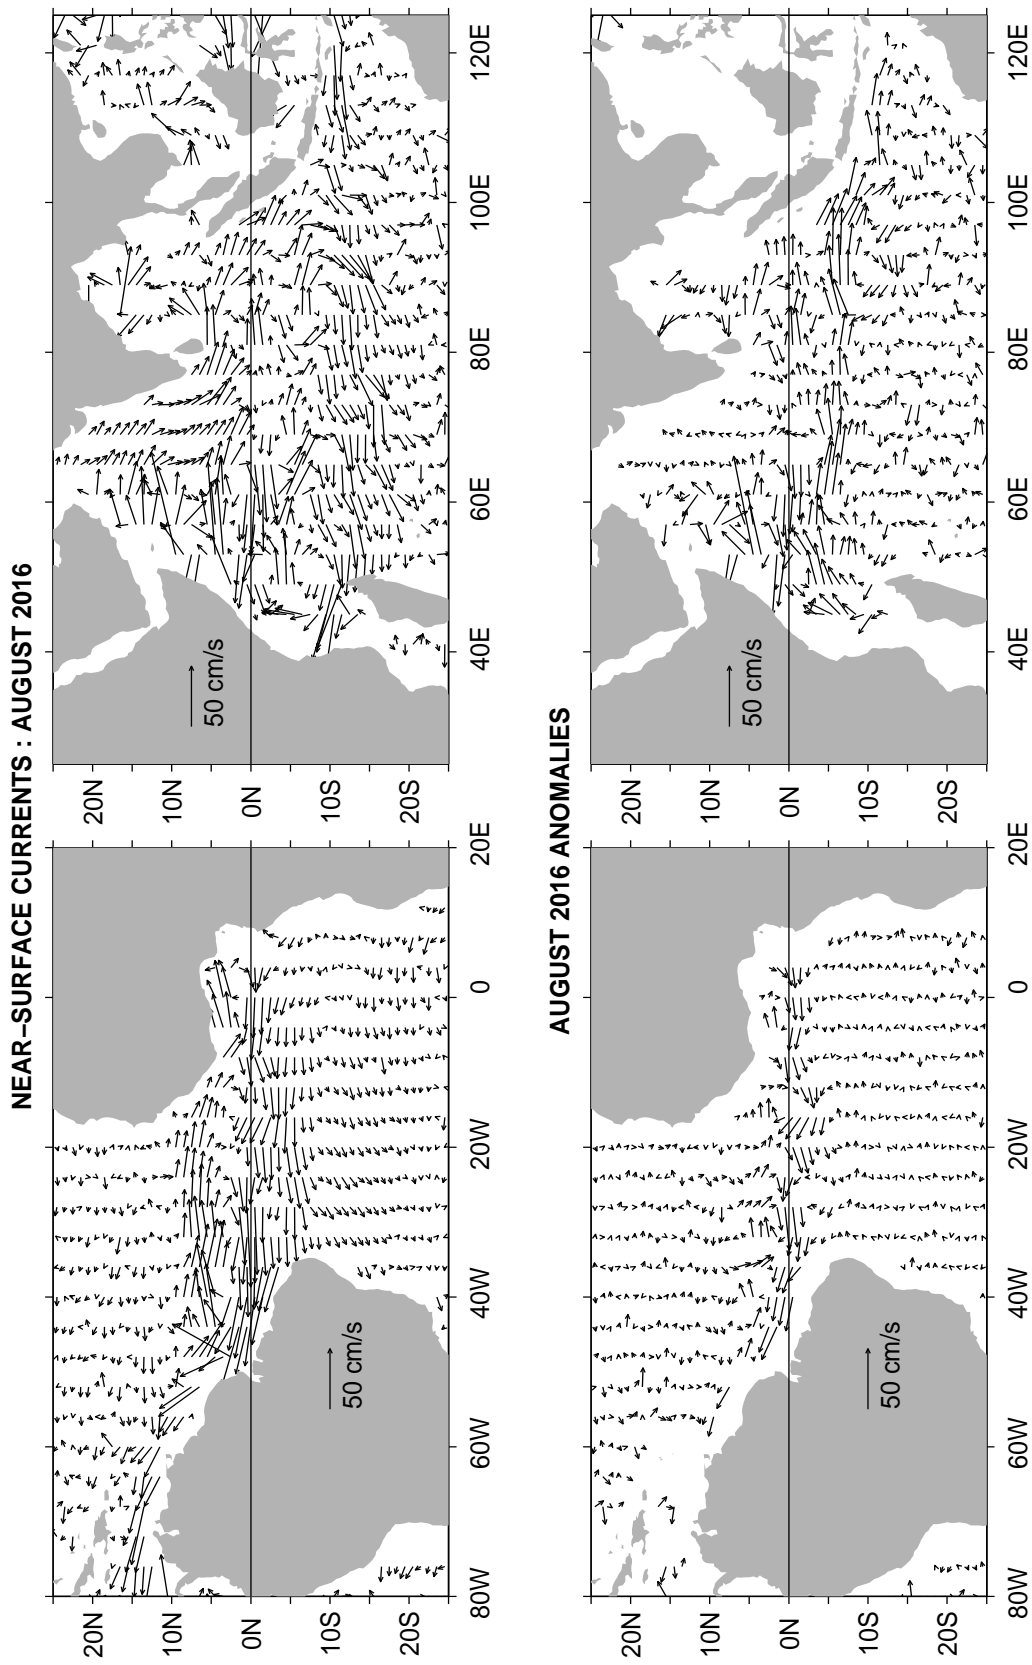 NEAR–SURFACE CURRENTS : AUGUST 2016
20N
10N
0N
10S
20S
50 cm/s
80W
60W
40W
20W
0
20E
20N
10N
0N
10S
20S
50 cm/s
40E
60E
80E
100E
120E
AUGUST 2016 ANOMALIES
20N
10N
0N
10S
20S
50 cm/s
80W
60W
40W
20W
0
20E
20N
10N
0N
10S
20S
50 cm/s
40E
60E
80E
100E
120E